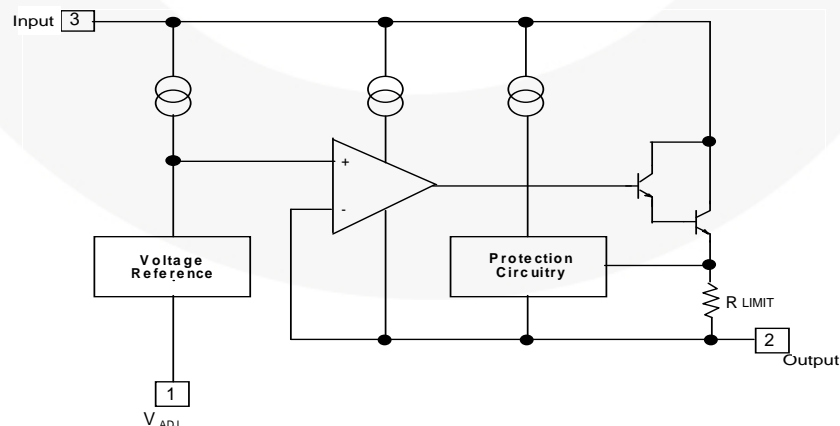 Input 3
+
-
Voltage
Reference
Protection
Circuitry
R LIMIT
2
Output
1
V ADJ